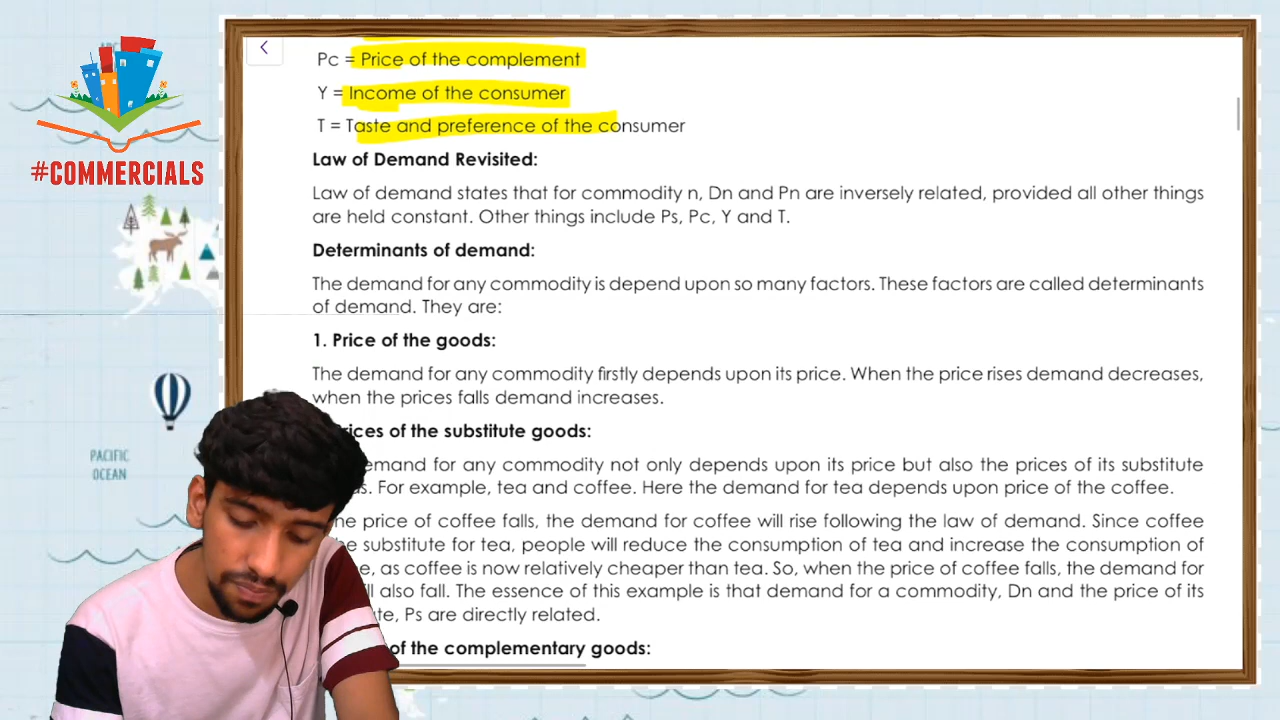 #COMMERCIALS
PACIFIC
OCEAN
Pc = Price of the complement
Y = Income of the consumer
T = Taste and preference of the consumer
Law of Demand Revisited:
Law of demand states that for commodity n, Dn and Pn are inversely related, provided all other things
are held constant. Other things include Ps, Pc, Y and T.
Determinants of demand:
The demand for any commodity is depend upon so many factors. These factors are called determinants
of demand. They are:
1. Price of the goods:
The demand for any commodity firstly depends upon its price. When the price rises demand decreases,
when the prices falls demand increases.
of the substitute goods:
for any commodity not only depends upon its price but also the prices of its substitute
For example, tea and coffee. Here the demand for tea depends upon price of the coffee.
price of coffee falls, the demand for coffee will rise following the law of demand. Since coffee
substitute for tea, people will reduce the consumption of tea and increase the consumption of
as coffee is now relatively cheaper than tea. So, when the price of coffee falls, the demand for
also fall. The essence of this example is that demand for a commodity, Dn and the price of its
Ps are directly related.
of the complementary goods: